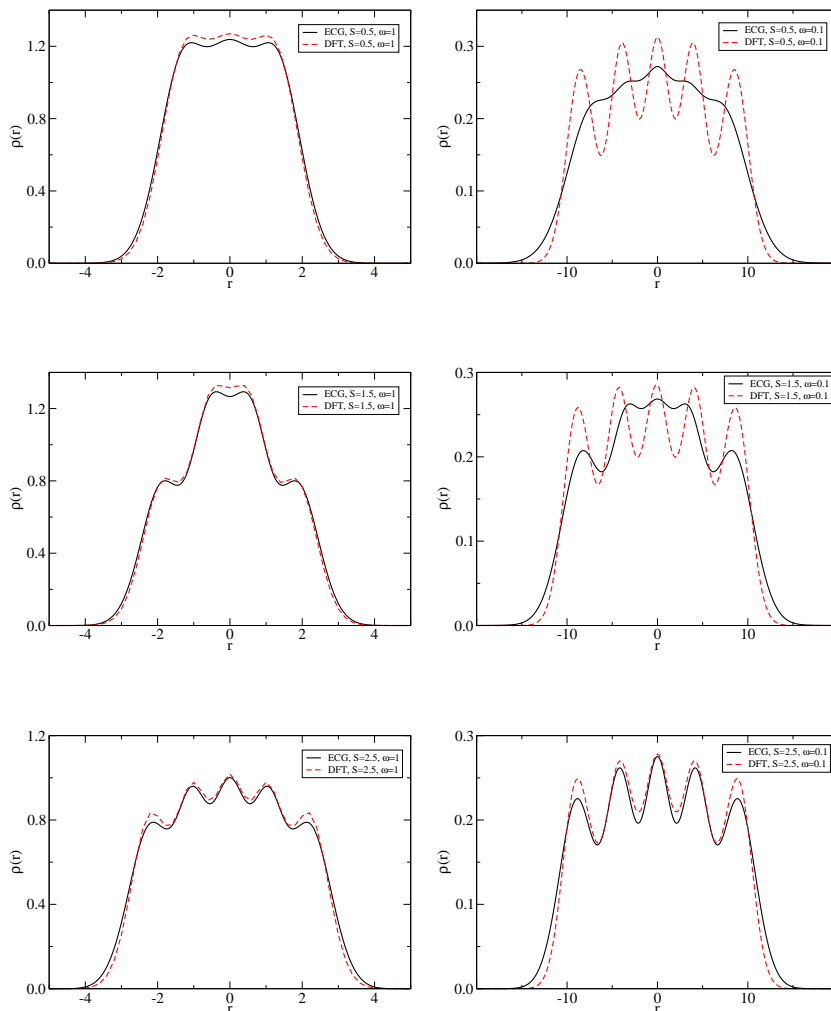 ECG, S=0.5, ω=1
DFT, S=0.5, ω=1
1.2
0.8
0.4
0.0
ρ(r)
-4 -2 0 2 4
r
ECG, S=0.5, ω=0.1
DFT, S=0.5, ω=0.1
0.3
0.2
0.1
0.0
ρ(r)
-10 0 10
r
ECG, S=1.5, ω=1
DFT, S=1.5, ω=1
1.2
0.8
0.4
0.0
ρ(r)
-4 -2 0 2 4
r
ECG, S=1.5, ω=0.1
DFT, S=1.5, ω=0.1
0.3
0.2
0.1
0.0
ρ(r)
-10 0 10
r
ECG, S=2.5, ω=1
DFT, S=2.5, ω=1
1.2
0.8
0.4
0.0
ρ(r)
-4 -2 0 2 4
r
ECG, S=2.5, ω=0.1
DFT, S=2.5, ω=0.1
0.3
0.2
0.1
0.0
ρ(r)
-10 0 10
r